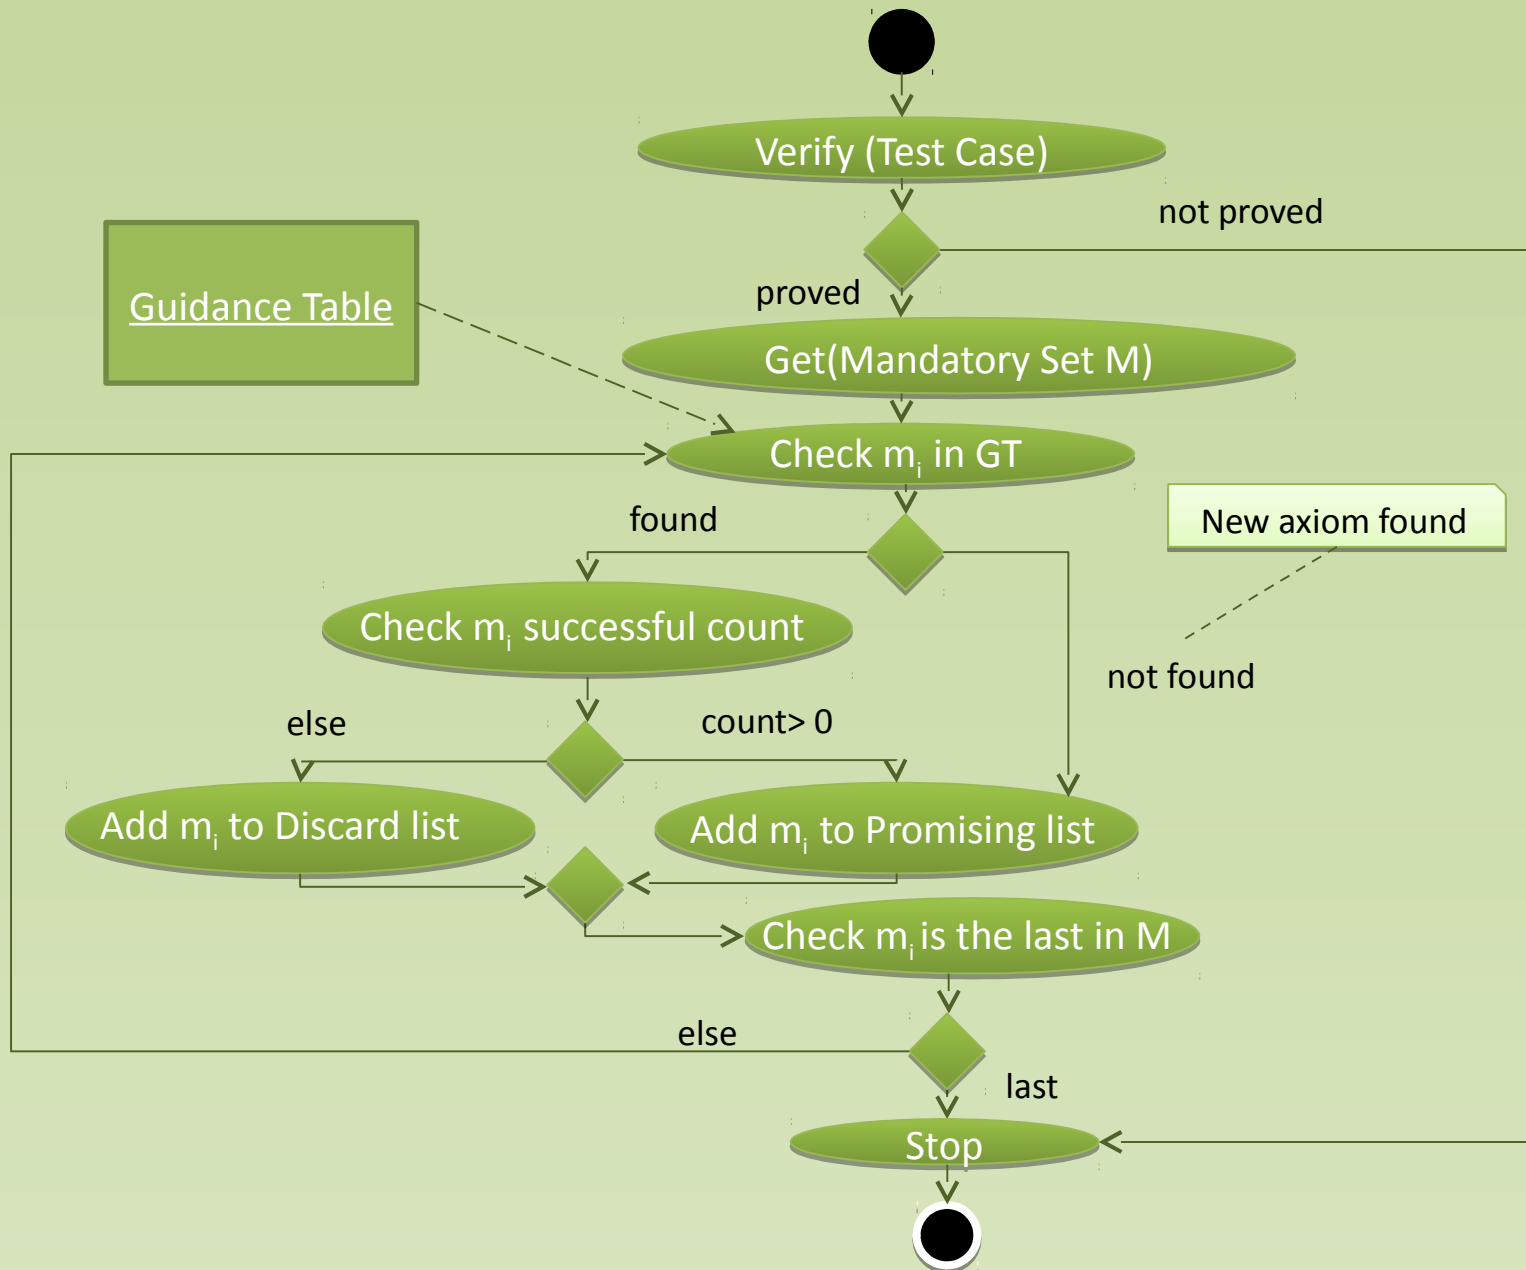 Verify (Test Case)
not proved
proved
Guidance Table
Get(Mandatory Set M)
Check mi in GT
found
New axiom found
Check mi successful count
not found
else
count> 0
Add mi to Discard list
Add mi to Promising list
Check mi is the last in M
else
last
Stop